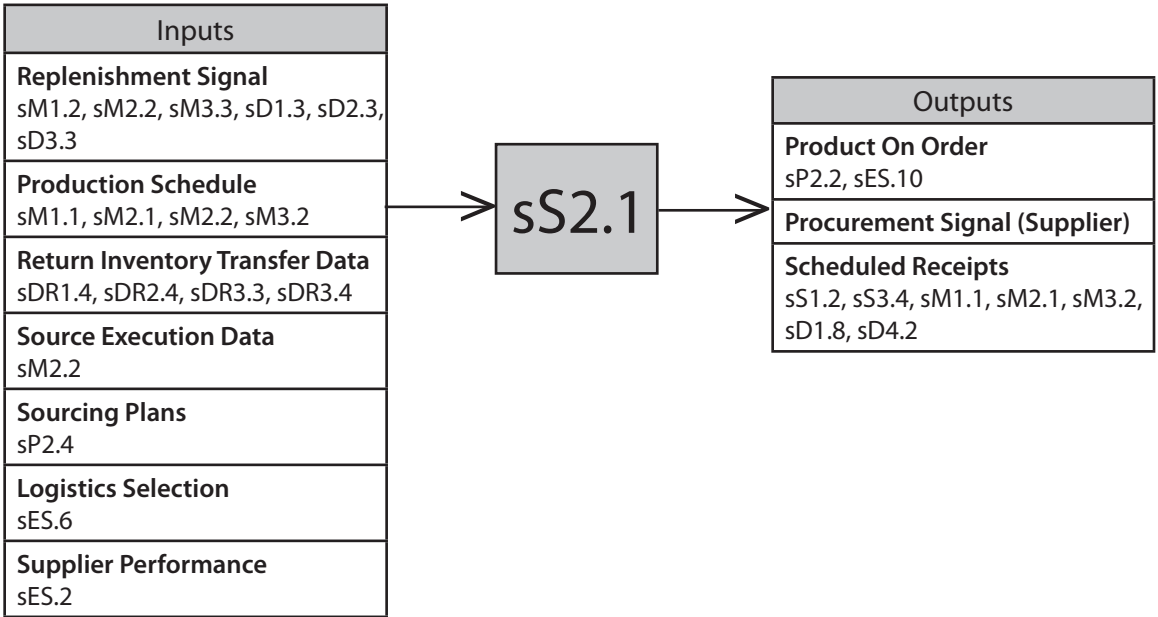 Inputs
Replenishment Signal
sM1.2, sM2.2, sM3.3, sD1.3, sD2.3,
sD3.3
Production Schedule
sM1.1, sM2.1, sM2.2, sM3.2
Return Inventory Transfer Data
sDR1.4, sDR2.4, sDR3.3, sDR3.4
Source Execution Data
sM2.2
Sourcing Plans
sP2.4
Logistics Selection
sES.6
Supplier Performance
sES.2
sS2.1
Outputs
Product On Order
sP2.2, sES.10
Procurement Signal (Supplier)
Scheduled Receipts
sS1.2, sS3.4, sM1.1, sM2.1, sM3.2,
sD1.8, sD4.2